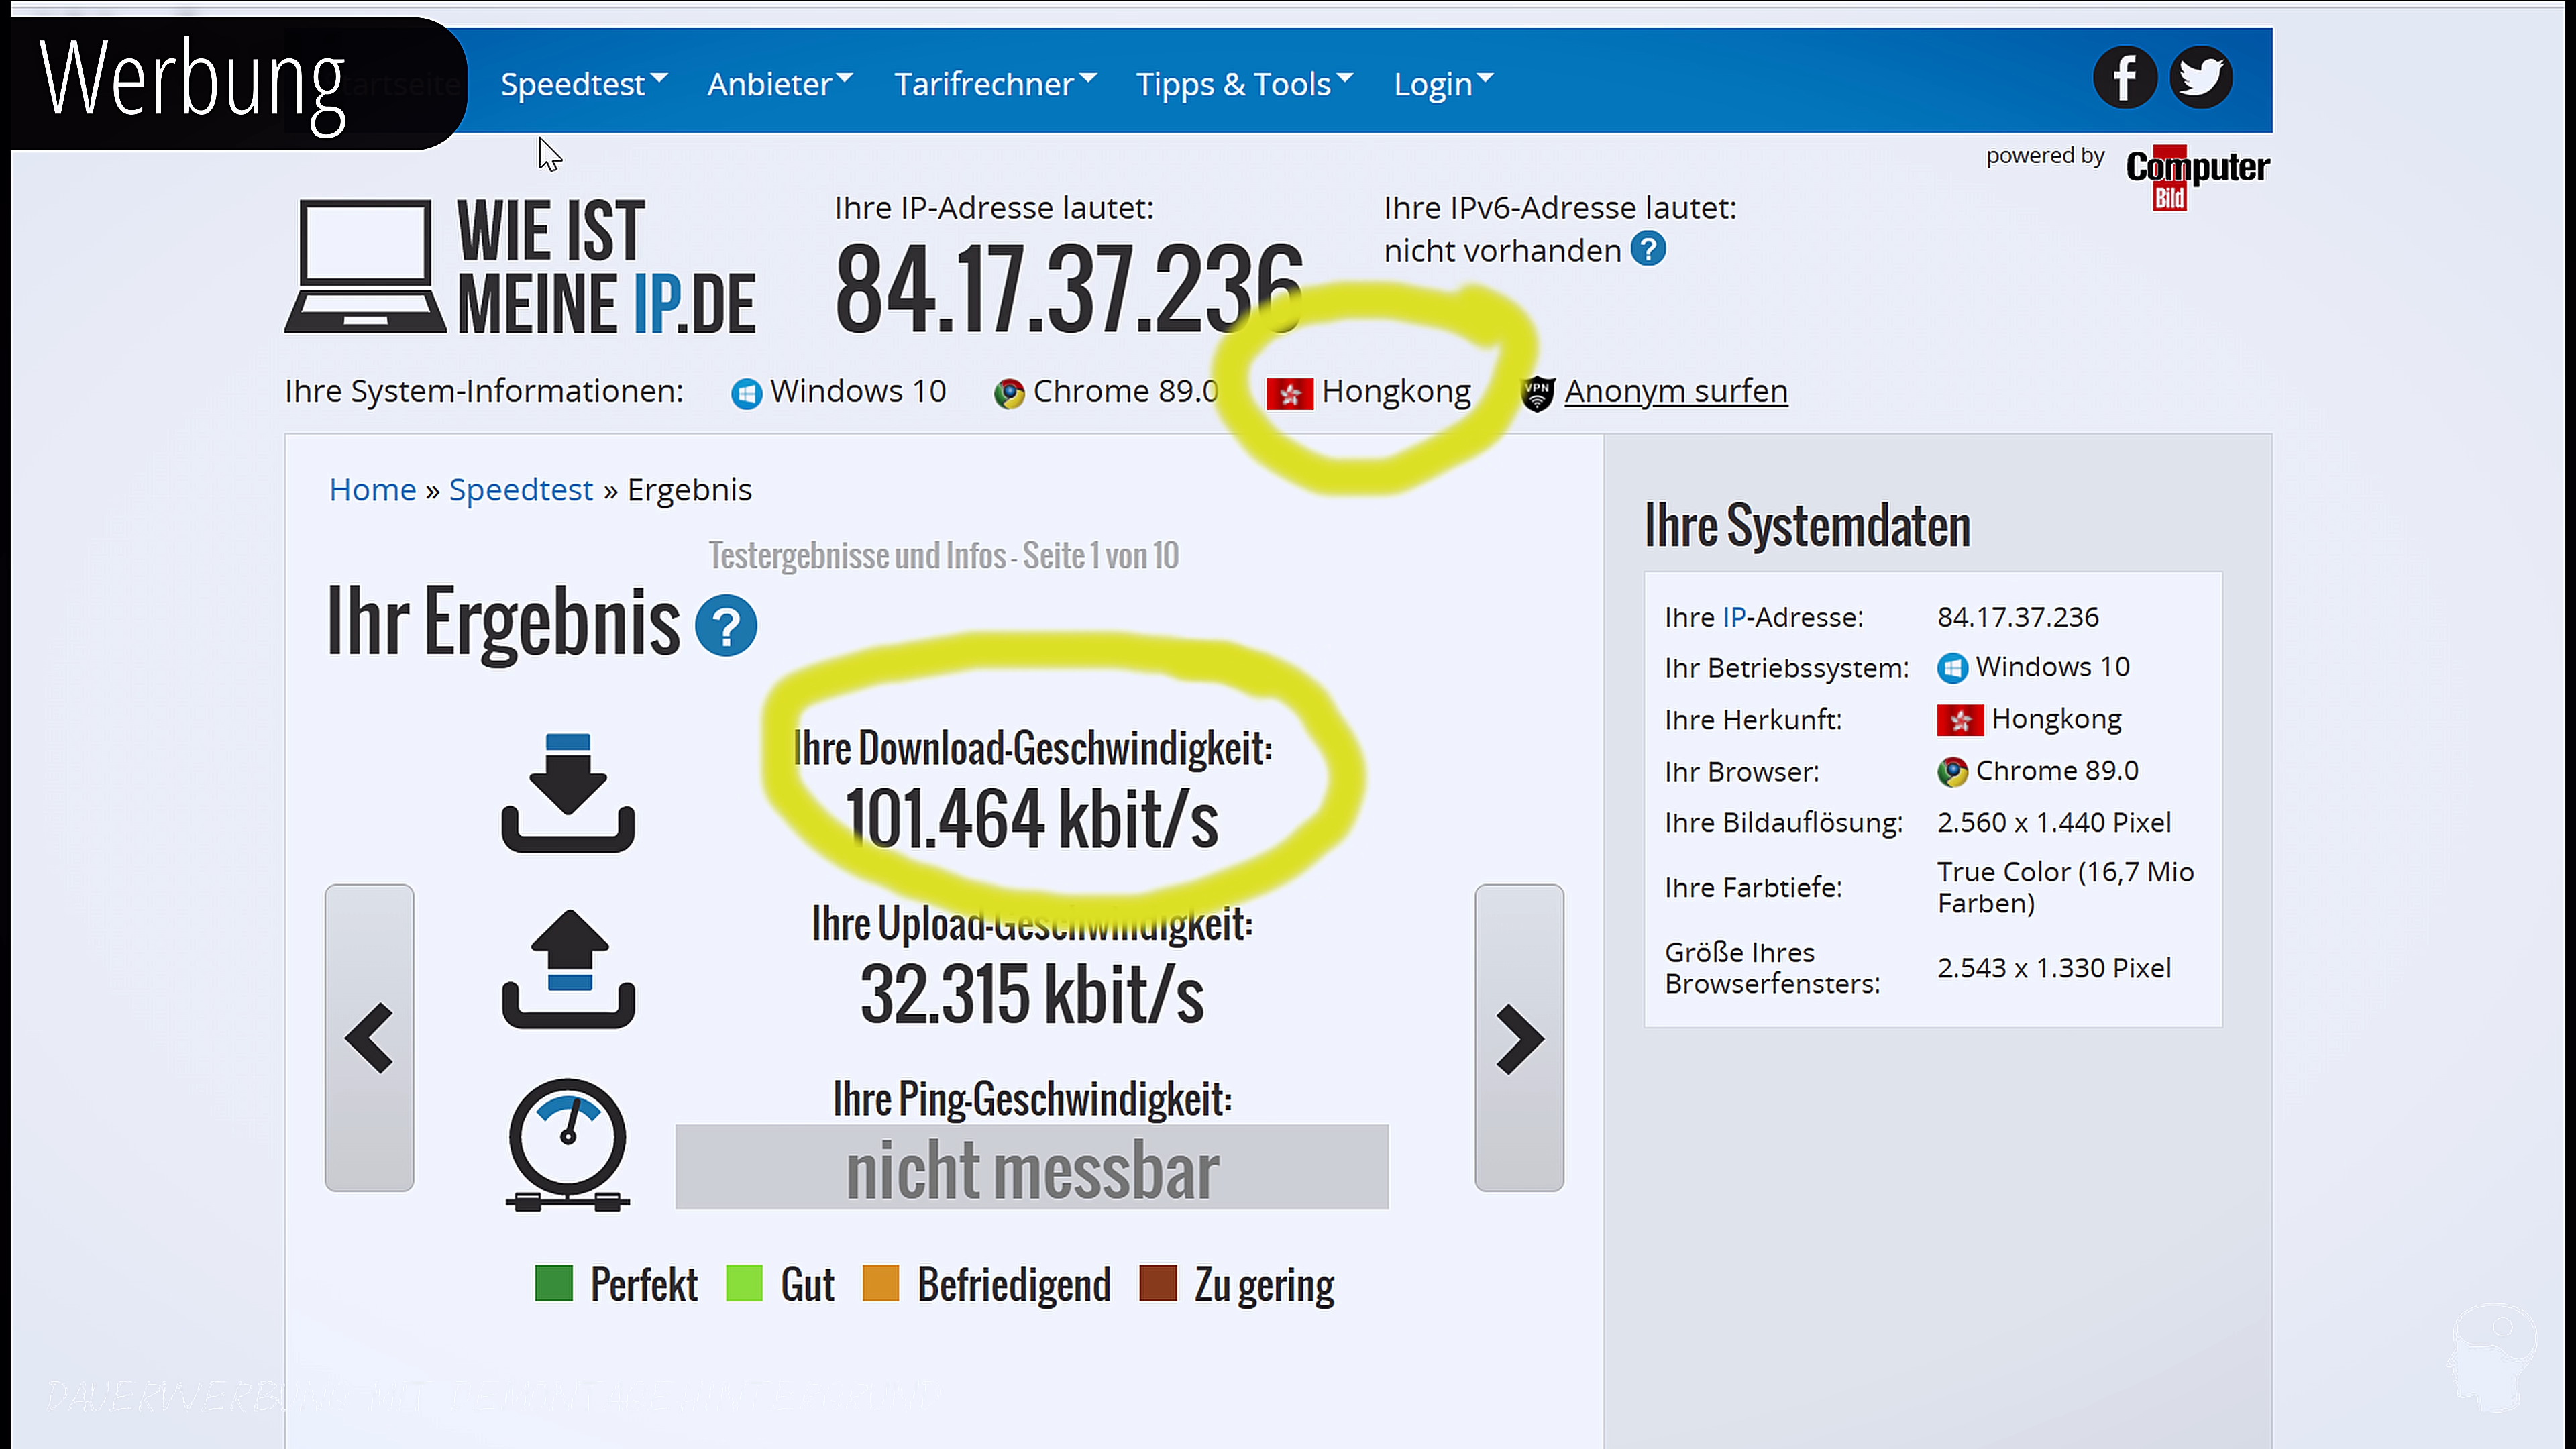 Werbung
Speedtest
Anbieter
Tarifrechner
Tipps & Tools
Login
powered by
Computer
Bild
WIE IST
MEINE IP.DE
Ihre IP-Adresse lautet:
84.17.37.236
Ihre IPv6-Adresse lautet:
nicht vorhanden ?
Ihre System-Informationen:
Windows 10
Chrome 89.0
Hongkong
VPN
Anonym surfen
Home » Speedtest » Ergebnis
Testergebnisse und Infos - Seite 1 von 10
Ihr Ergebnis ?
Ihre Download-Geschwindigkeit:
101.464 kbit/s
Ihre Upload-Geschwindigkeit:
32.315 kbit/s
Ihre Ping-Geschwindigkeit:
nicht messbar
Perfekt
Gut
Befriedigend
Zu gering
Ihre Systemdaten
Ihre IP-Adresse: 84.17.37.236
Ihr Betriebssystem: Windows 10
Ihre Herkunft: Hongkong
Ihr Browser: Chrome 89.0
Ihre Bildauflösung: 2.560 x 1.440 Pixel
Ihre Farbtiefe: True Color (16,7 Mio
Farben)
Größe Ihres
Browserfensters: 2.543 x 1.330 Pixel